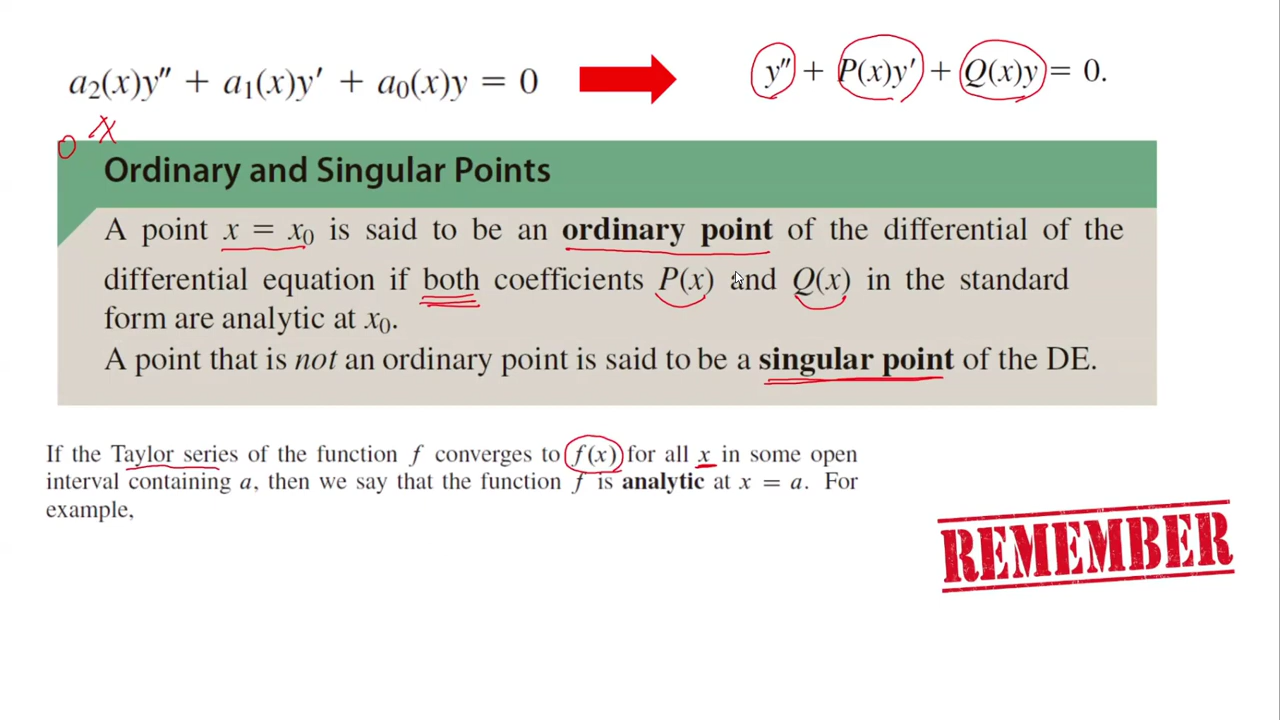 a₂(x)y″ + a₁(x)y′ + a₀(x)y = 0
y″ + P(x)y′ + Q(x)y = 0.
0 x
Ordinary and Singular Points
A point x = x₀ is said to be an ordinary point of the differential of the
differential equation if both coefficients P(x) and Q(x) in the standard
form are analytic at x₀.
A point that is not an ordinary point is said to be a singular point of the DE.
If the Taylor series of the function f converges to f(x) for all x in some open
interval containing a, then we say that the function f is analytic at x = a. For
example,
REMEMBER